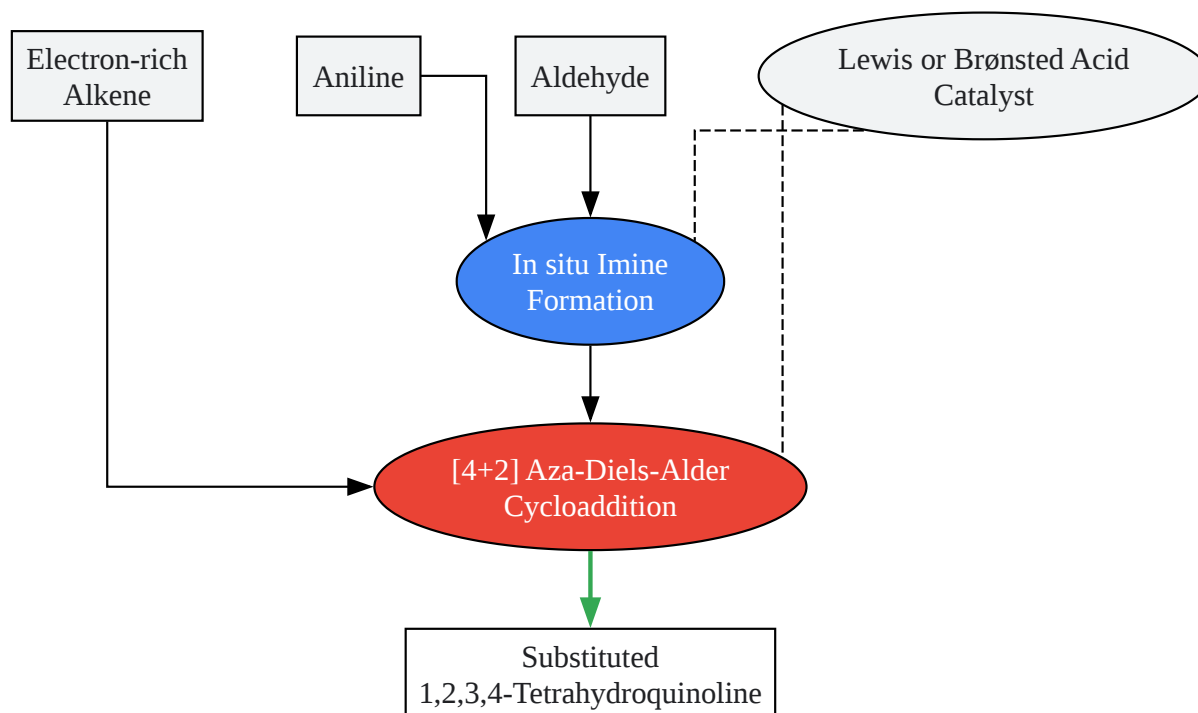 Electron-rich
Alkene
Aniline
Aldehyde
Lewis or Brønsted Acid
Catalyst
In situ Imine
Formation
[4+2] Aza-Diels-Alder
Cycloaddition
Substituted
1,2,3,4-Tetrahydroquinoline